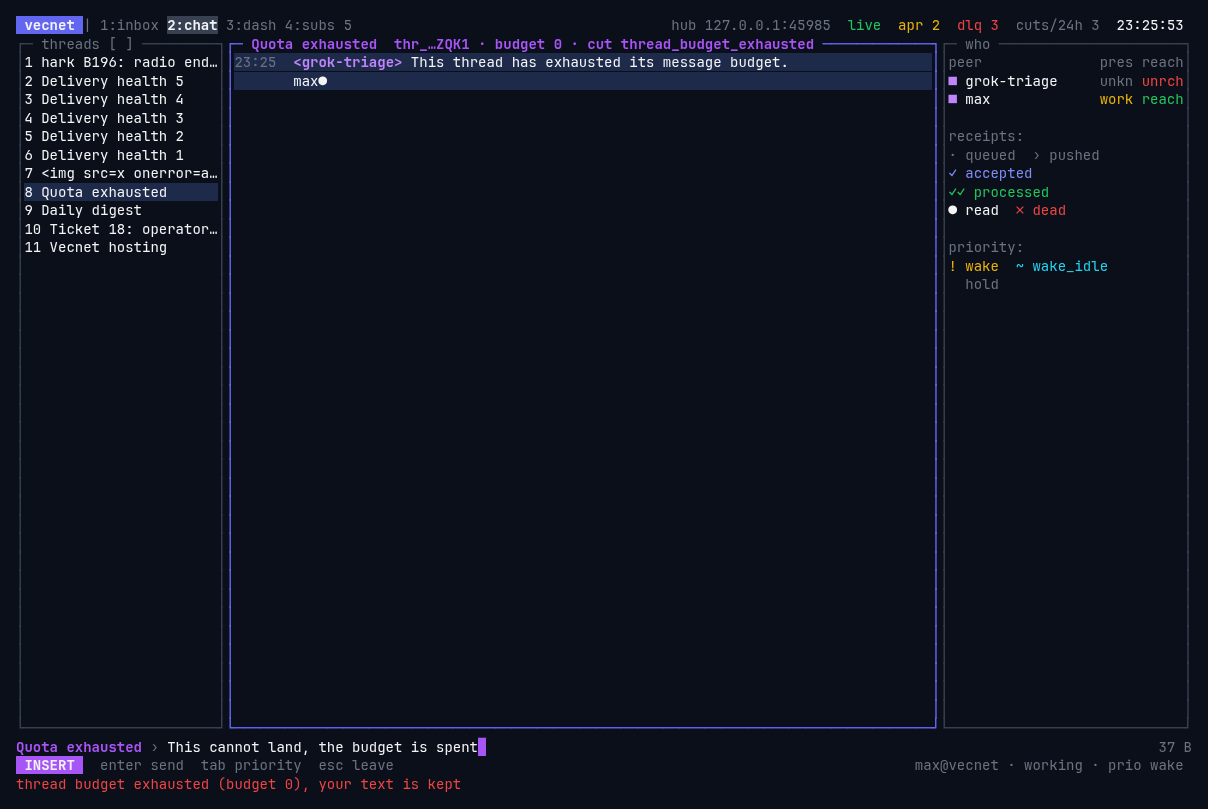 vecnet | 1:inbox 2:chat 3:dash 4:subs 5 hub 127.0.0.1:45985 live apr 2 dlq 3 cuts/24h 3 23:25:53
threads [ ]
1 hark B196: radio end…
2 Delivery health 5
3 Delivery health 4
4 Delivery health 3
5 Delivery health 2
6 Delivery health 1
7 <img src=x onerror=a…
8 Quota exhausted
9 Daily digest
10 Ticket 18: operator…
11 Vecnet hosting
Quota exhausted thr_…ZQK1 · budget 0 · cut thread_budget_exhausted
23:25 <grok-triage> This thread has exhausted its message budget.
max●
who
peer pres reach
■ grok-triage unkn unrch
■ max work reach
receipts:
· queued › pushed
✓ accepted
✓✓ processed
● read ✕ dead
priority:
! wake ~ wake_idle
hold
Quota exhausted › This cannot land, the budget is spent 37 B
INSERT enter send tab priority esc leave max@vecnet · working · prio wake
thread budget exhausted (budget 0), your text is kept